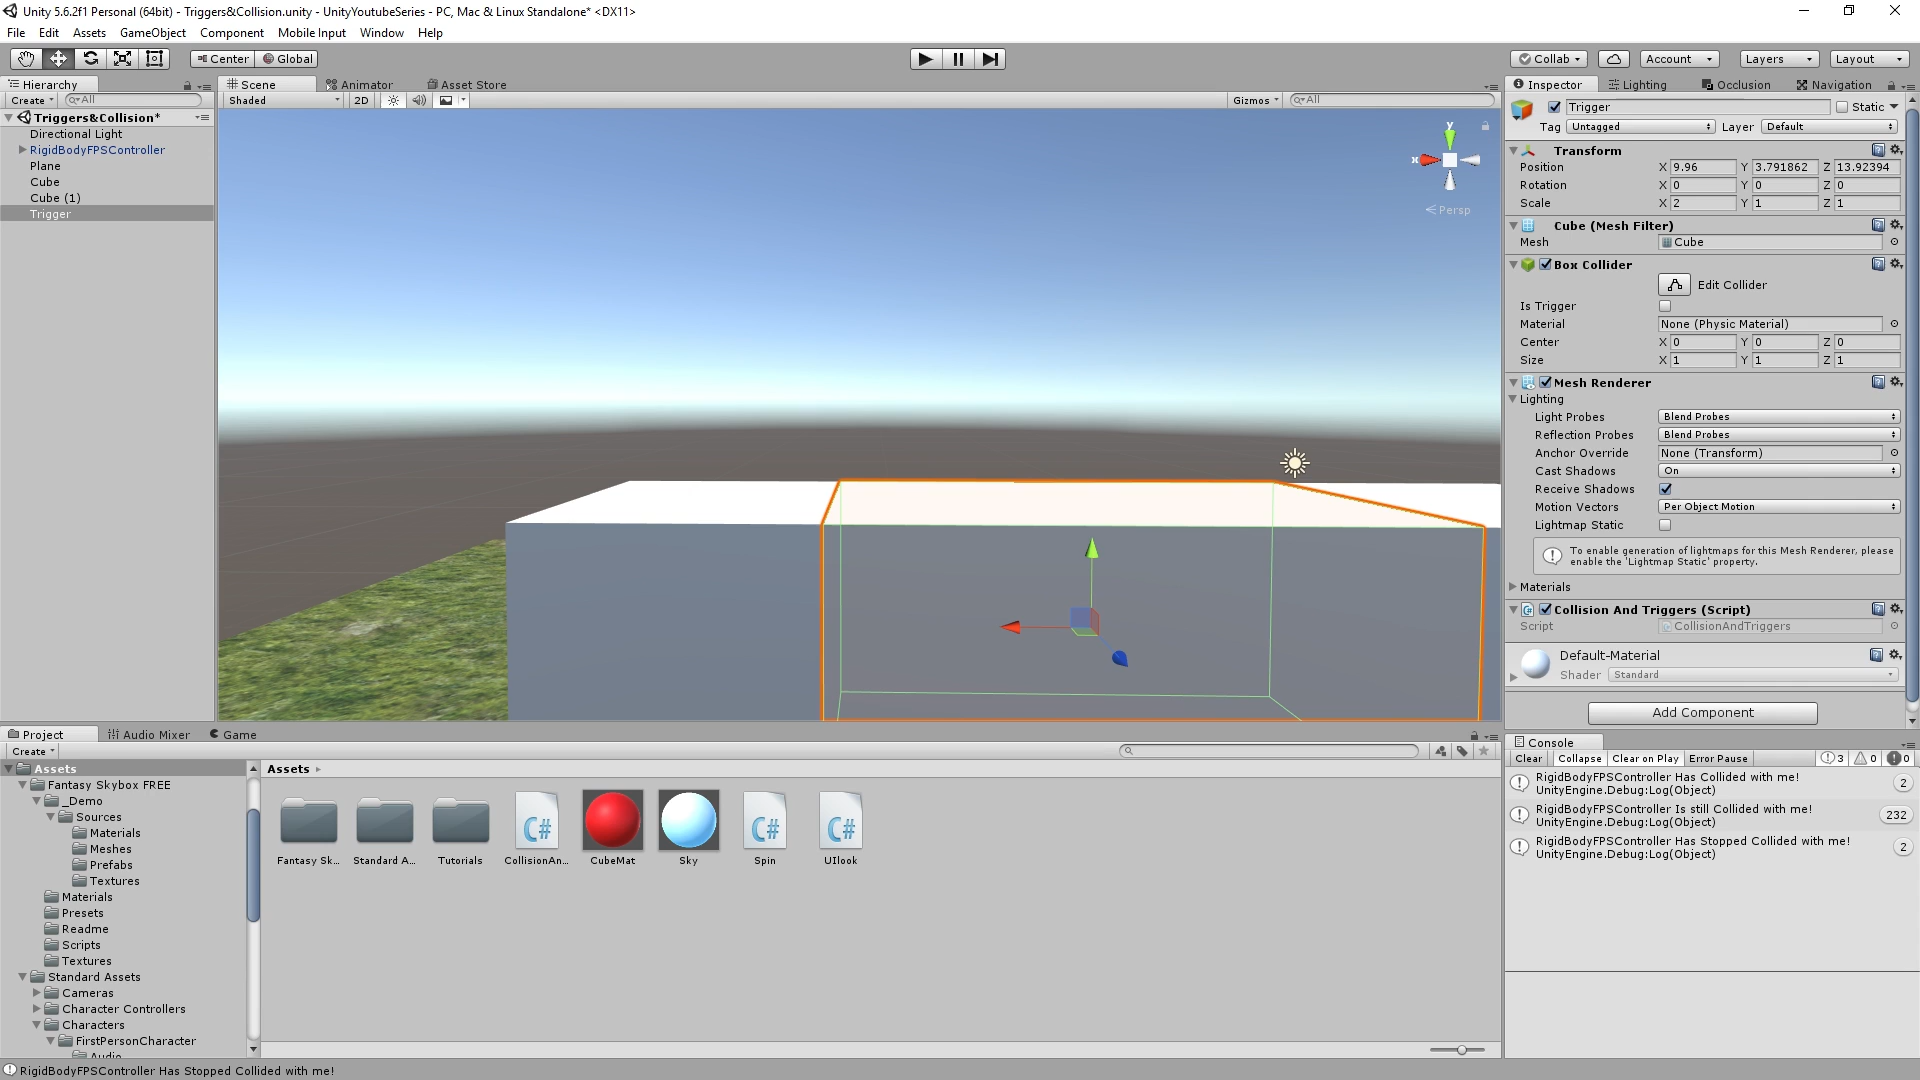 Unity 5.6.2f1 Personal (64bit) - Triggers&Collision.unity - UnityYoutubeSeries - PC, Mac & Linux Standalone* <DX11>
File Edit Assets GameObject Component Mobile Input Window Help
Center Global
Collab Account Layers Layout
Hierarchy
Create All
Triggers&Collision*
Directional Light
RigidBodyFPSController
Plane
Cube
Cube (1)
Trigger
Scene Animator Asset Store
Shaded 2D Gizmos All
y
x
Persp
Inspector Lighting Occlusion Navigation
Trigger Static
Tag Untagged Layer Default
Transform
Position X 9.96 Y 3.791862 Z 13.92394
Rotation X 0 Y 0 Z 0
Scale X 2 Y 1 Z 1
Cube (Mesh Filter)
Mesh Cube
Box Collider
Edit Collider
Is Trigger
Material None (Physic Material)
Center X 0 Y 0 Z 0
Size X 1 Y 1 Z 1
Mesh Renderer
Lighting
Light Probes Blend Probes
Reflection Probes Blend Probes
Anchor Override None (Transform)
Cast Shadows On
Receive Shadows
Motion Vectors Per Object Motion
Lightmap Static
To enable generation of lightmaps for this Mesh Renderer, please
enable the 'Lightmap Static' property.
Materials
Collision And Triggers (Script)
Script CollisionAndTriggers
Default-Material
Shader Standard
Add Component
Project Audio Mixer Game
Create
Assets
Fantasy Skybox FREE
_Demo
Sources
Materials
Meshes
Prefabs
Textures
Materials
Presets
Readme
Scripts
Textures
Standard Assets
Cameras
Character Controllers
Characters
FirstPersonCharacter
Audio
Assets
C# C# C#
Fantasy Sk... Standard A... Tutorials CollisionAn... CubeMat Sky Spin UIlook
Console
Clear Collapse Clear on Play Error Pause 3 0 0
RigidBodyFPSController Has Collided with me!
UnityEngine.Debug:Log(Object)
2
RigidBodyFPSController Is still Collided with me!
UnityEngine.Debug:Log(Object)
232
RigidBodyFPSController Has Stopped Collided with me!
UnityEngine.Debug:Log(Object)
2
RigidBodyFPSController Has Stopped Collided with me!